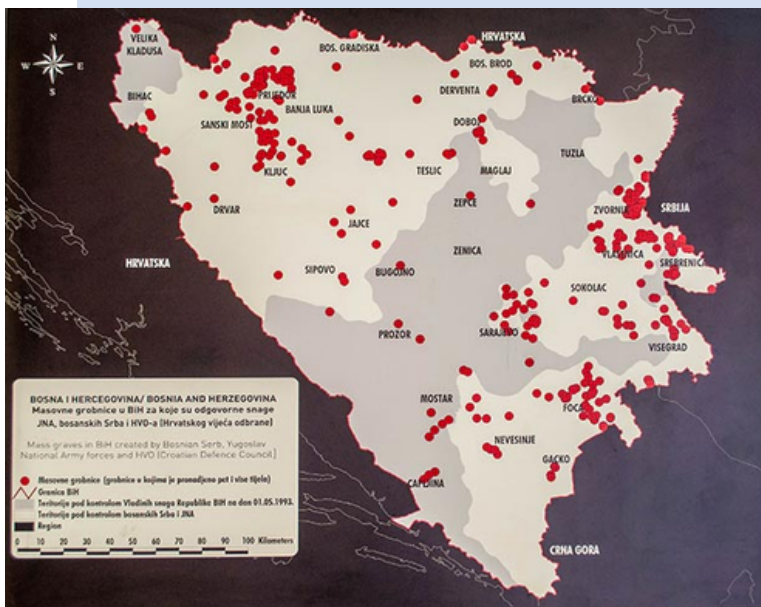 N
W E
S
VELIKA
KLADUSA
BOS. GRADISKA
HRVATSKA
BOS. BROD
BIHAC
PRIJEDOR
DERVENTA
BRCKO
BANJA LUKA
SANSKI MOST
DOBOJ
TUZLA
KLJUC
TESLIC
MAGLAJ
DRVAR
ZEPCE
ZVORNIK
SRBIJA
JAJCE
HRVATSKA
SIPOVO
BUGOJNO
ZENICA
VLASENICA
SREBRENICA
SOKOLAC
PROZOR
SARAJEVO
VISEGRAD
MOSTAR
FOCA
NEVESINJE
GACKO
CAPLJINA
CRNA GORA
BOSNA I HERCEGOVINA/ BOSNIA AND HERZEGOVINA
Masovne grobnice u BiH za koje su odgovorne snage
JNA, bosanskih Srba i HVO-a (Hrvatskog vijeća odbrane)
Mass graves in BiH created by Bosnian Serb, Yugoslav
National Army forces and HVO (Croatian Defence Council)
Masovne grobnice (grobnice u kojima je pronadjeno pet i vise tijela)
Granica BiH
Teritorija pod kontrolom Vladinih snaga Republike BiH na dan 01.05.1993.
Teritorija pod kontrolom bosanskih Srba i JNA
Region
0 10 20 30 40 50 60 70 80 90 100 Kilometers